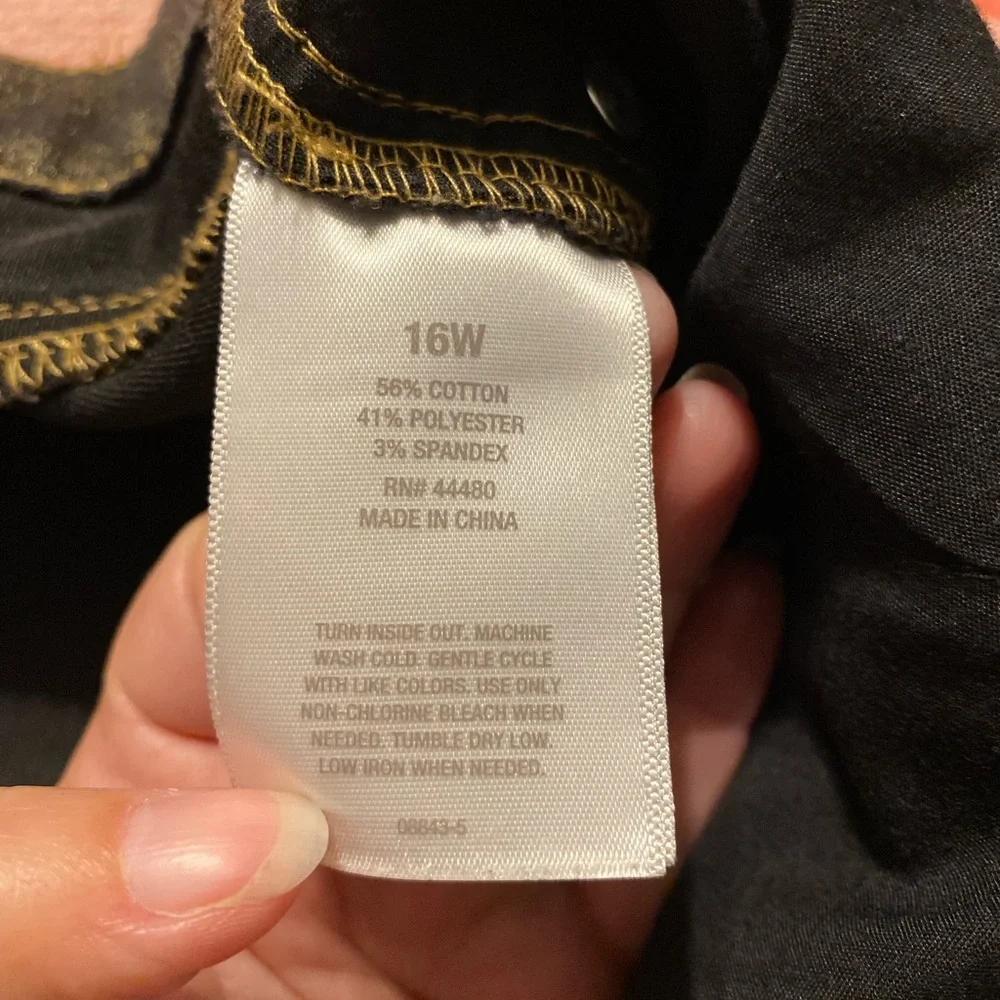 16W
56% COTTON
41% POLYESTER
3% SPANDEX
RN# 44480
MADE IN CHINA
TURN INSIDE OUT. MACHINE
WASH COLD. GENTLE CYCLE
WITH LIKE COLORS. USE ONLY
NON-CHLORINE BLEACH WHEN
NEEDED. TUMBLE DRY LOW.
LOW IRON WHEN NEEDED.
08843-5